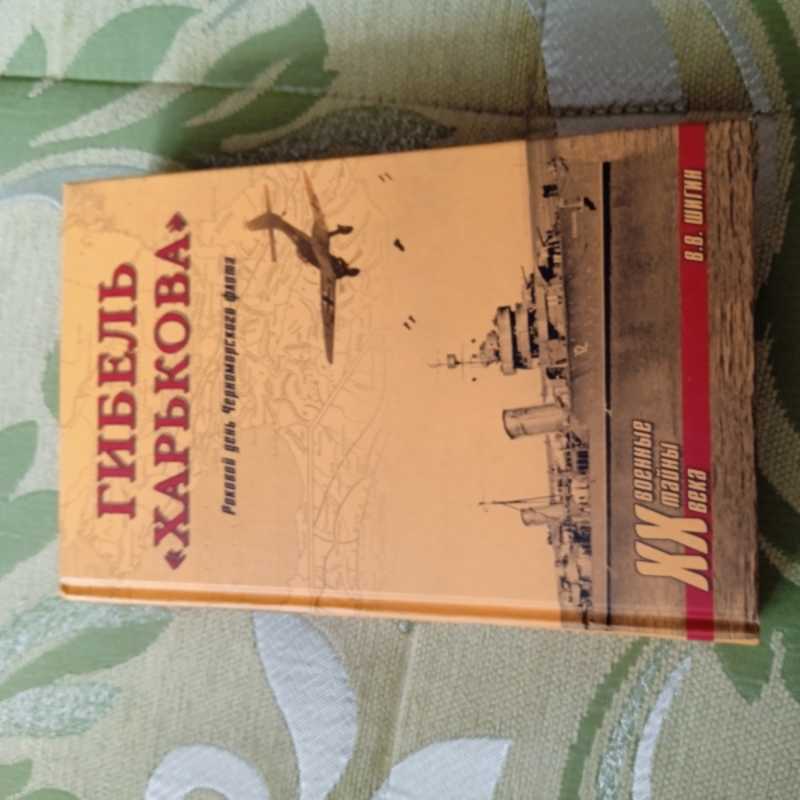 ГИБЕЛЬ
«ХАРЬКОВА»
Роковой день Черноморского флота
XX военные
тайны
века
В.В. ШИГИН